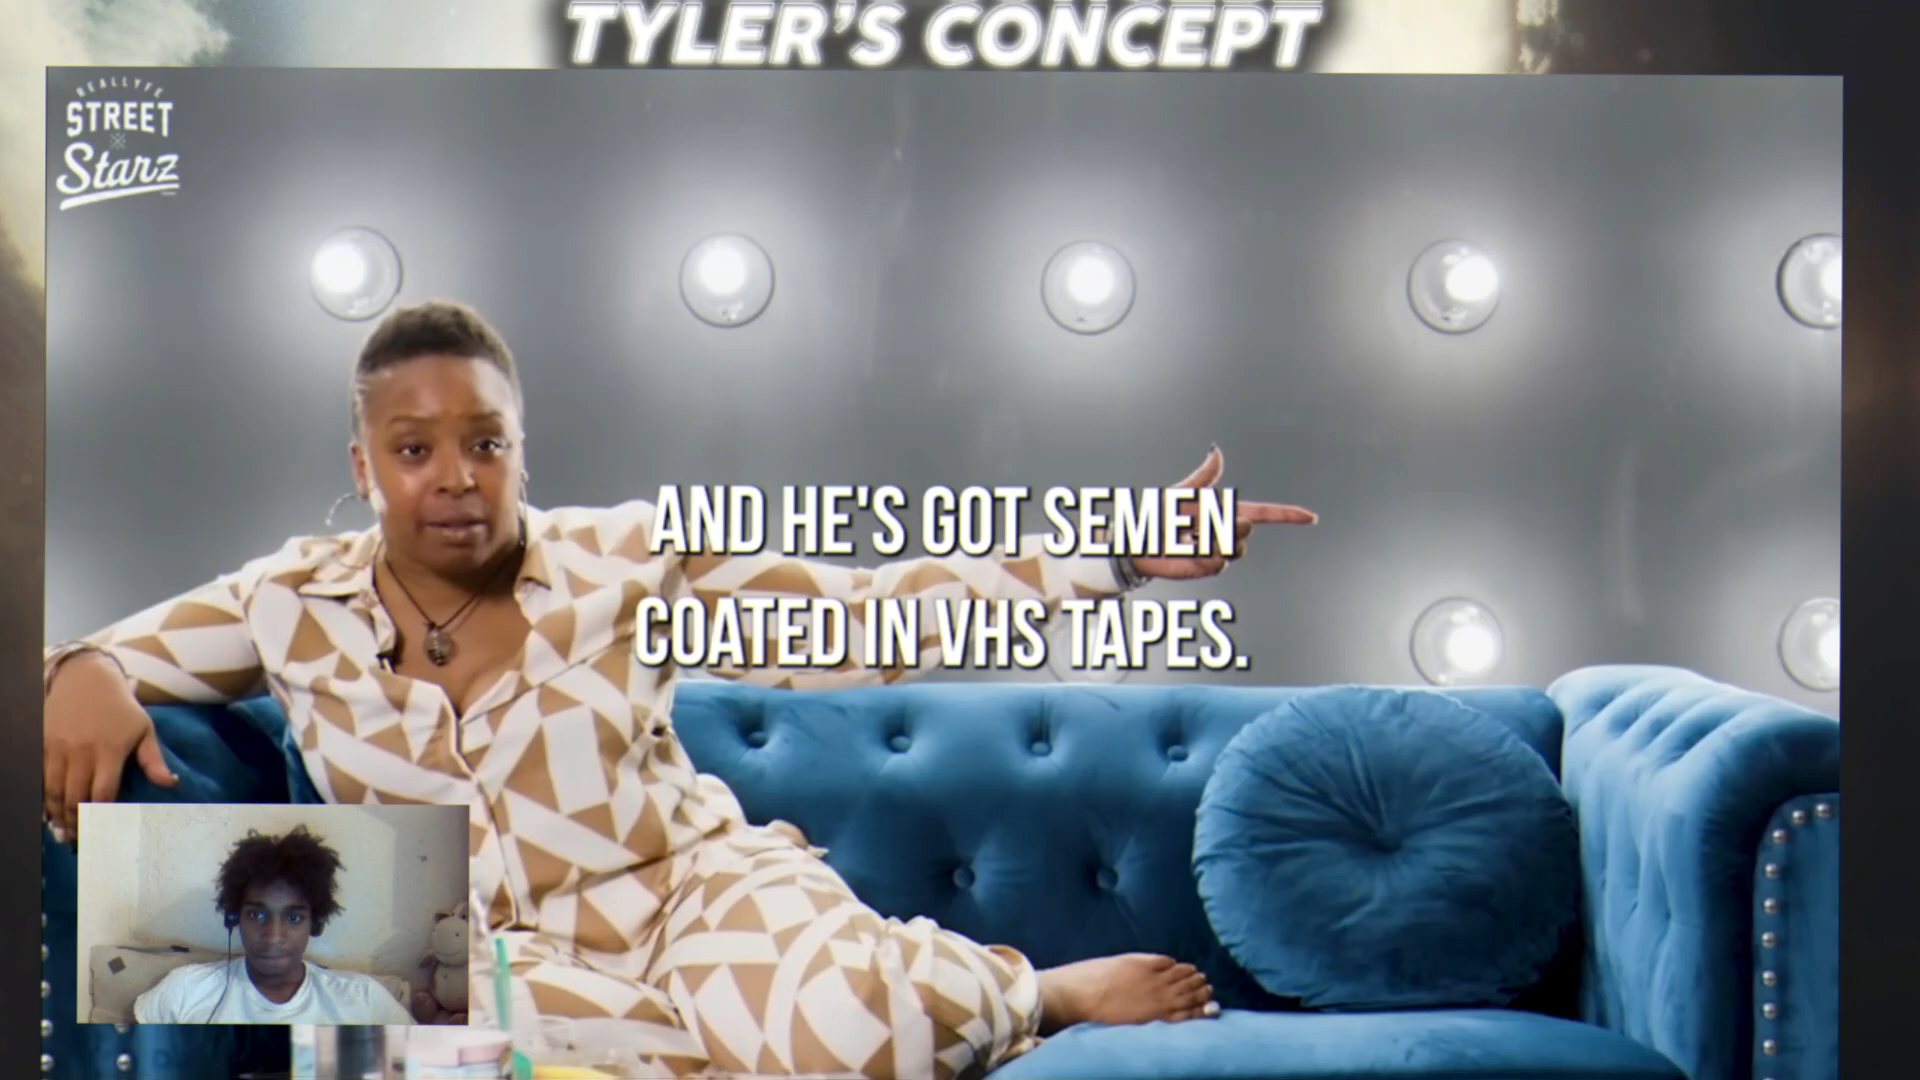 TYLER'S CONCEPT
REALLYFE
STREET
Starz
AND HE'S GOT SEMEN
COATED IN VHS TAPES.